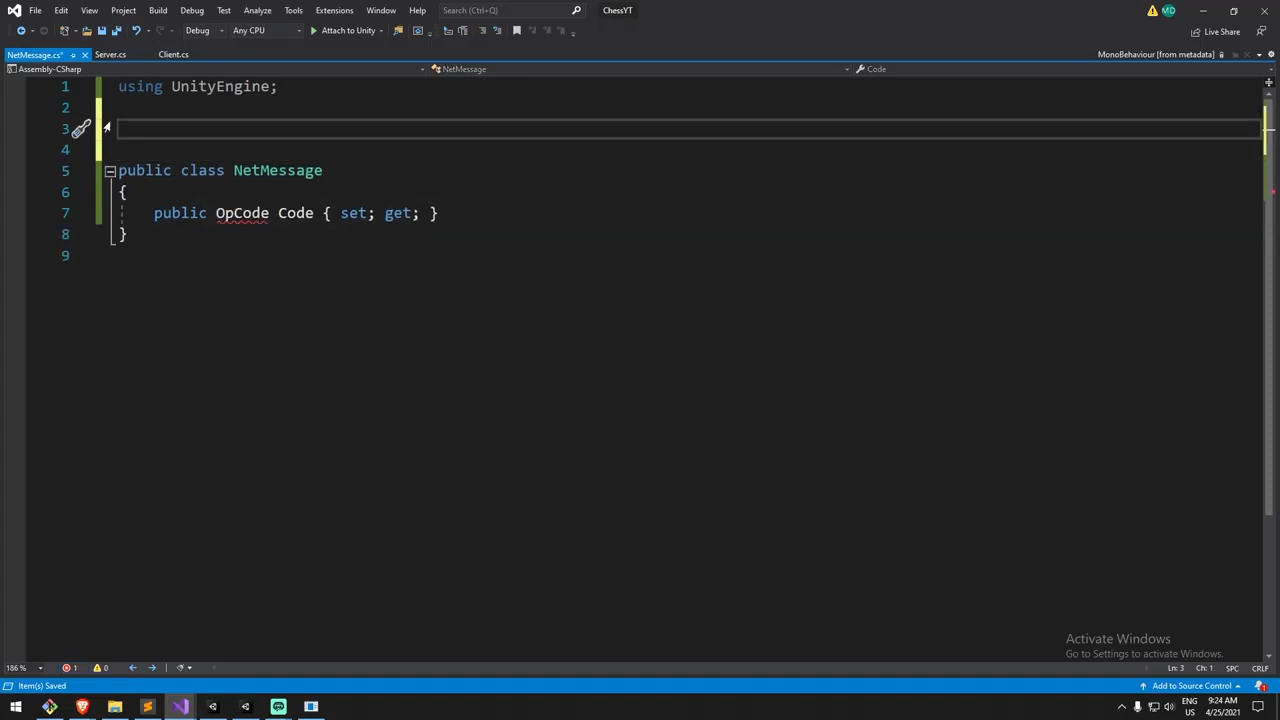 File Edit View Project Build Debug Test Analyze Tools Extensions Window Help Search (Ctrl+Q) ChessYT MD
Debug Any CPU Attach to Unity Live Share
NetMessage.cs* Server.cs Client.cs MonoBehaviour [from metadata]
Assembly-CSharp NetMessage Code
1 using UnityEngine;
2
3
4
5 public class NetMessage
6 {
7 public OpCode Code { set; get; }
8 }
9
Activate Windows
Go to Settings to activate Windows.
186 % 1 0 Ln: 3 Ch: 1 SPC CRLF
Item(s) Saved Add to Source Control 1
ENG 9:24 AM
US 4/25/2021